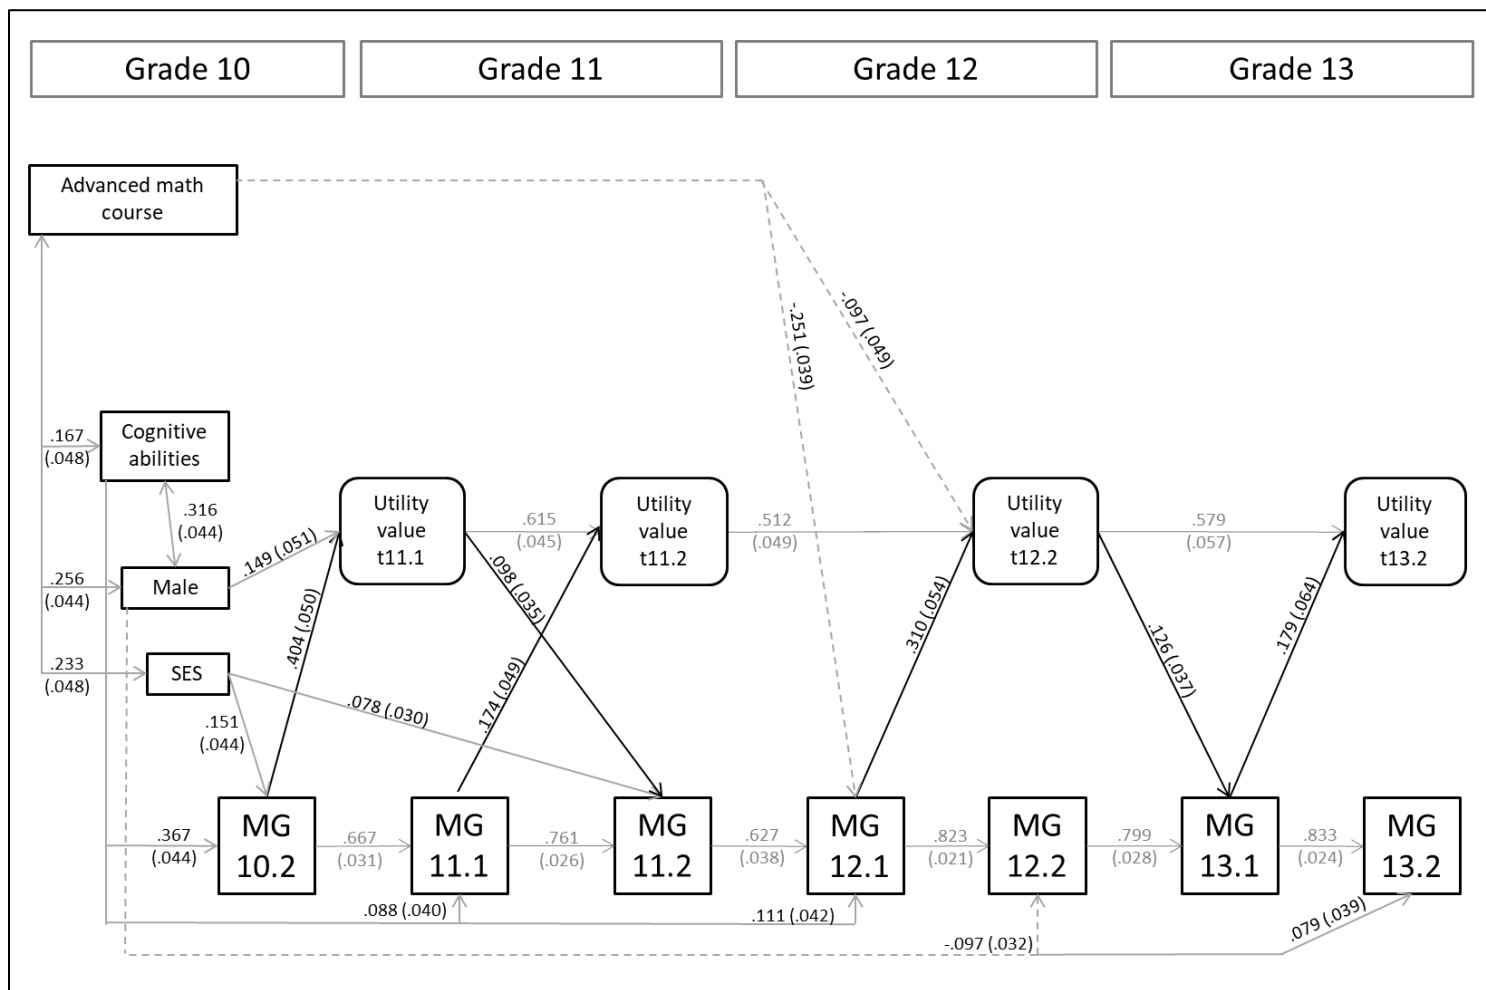 Grade 10
Grade 11
Grade 12
Grade 13
Advanced math
course
-.251 (.039)
-.097 (.049)
Cognitive
abilities
.167
(.048)
.316
(.044)
Utility
value
t11.1
.615
(.045)
Utility
value
t11.2
.512
(.049)
Utility
value
t12.2
.579
(.057)
Utility
value
t13.2
.149 (.051)
.256
(.044)
Male
.098 (.035)
.404 (.050)
.310 (.054)
.126 (.037)
.179 (.064)
.233
(.048)
SES
.174 (.049)
.078 (.030)
.151
(.044)
.367
(.044)
MG
10.2
.667
(.031)
MG
11.1
.761
(.026)
MG
11.2
.627
(.038)
MG
12.1
.823
(.021)
MG
12.2
.799
(.028)
MG
13.1
.833
(.024)
MG
13.2
.088 (.040)
.111 (.042)
-.097 (.032)
.079 (.039)